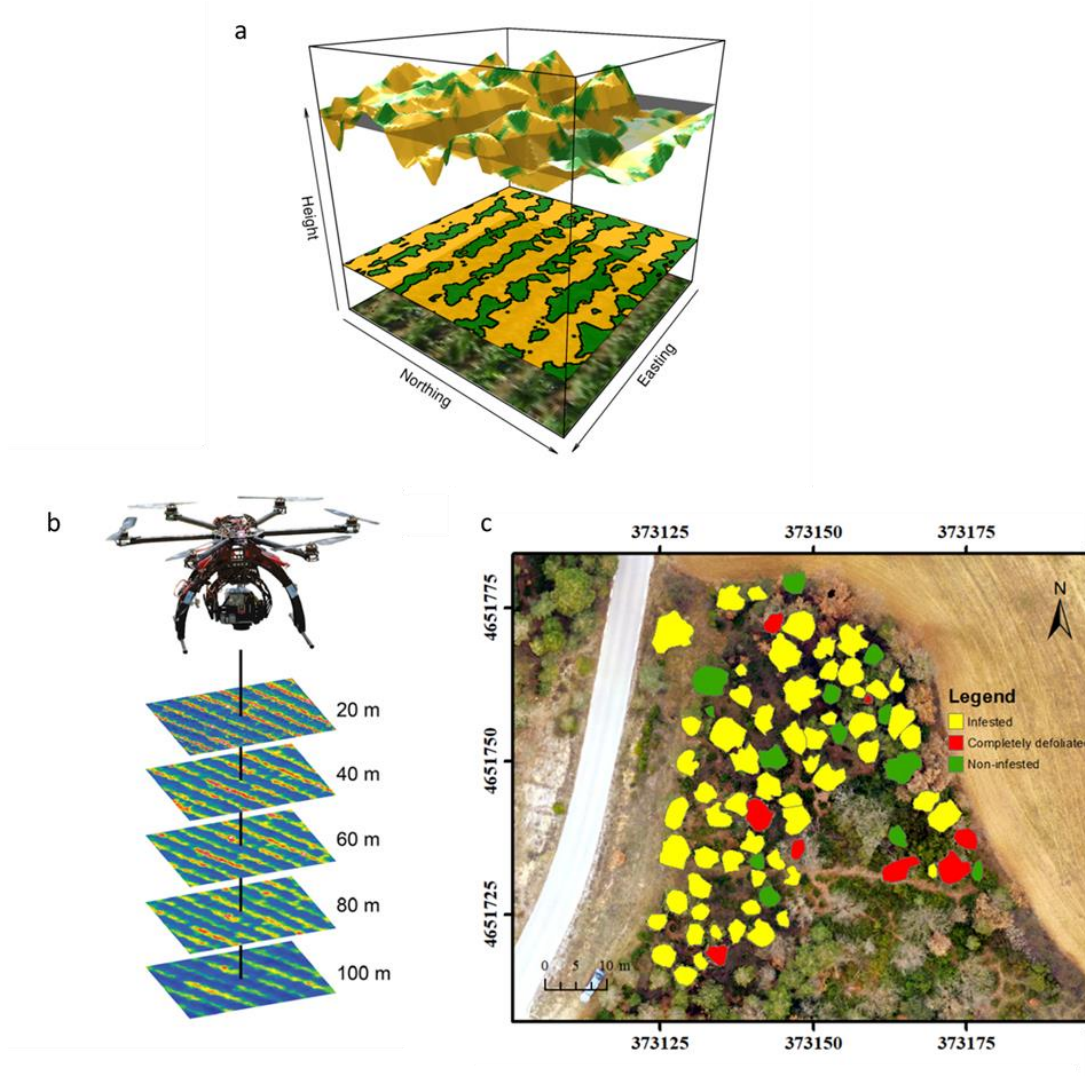 a
Height
Northing
Easting
b
20 m
40 m
60 m
80 m
100 m
c
373125 373150 373175
4651775
4651750
4651725
N
Legend
Infested
Completely defoliated
Non-infested
0 5 10 m
373125 373150 373175